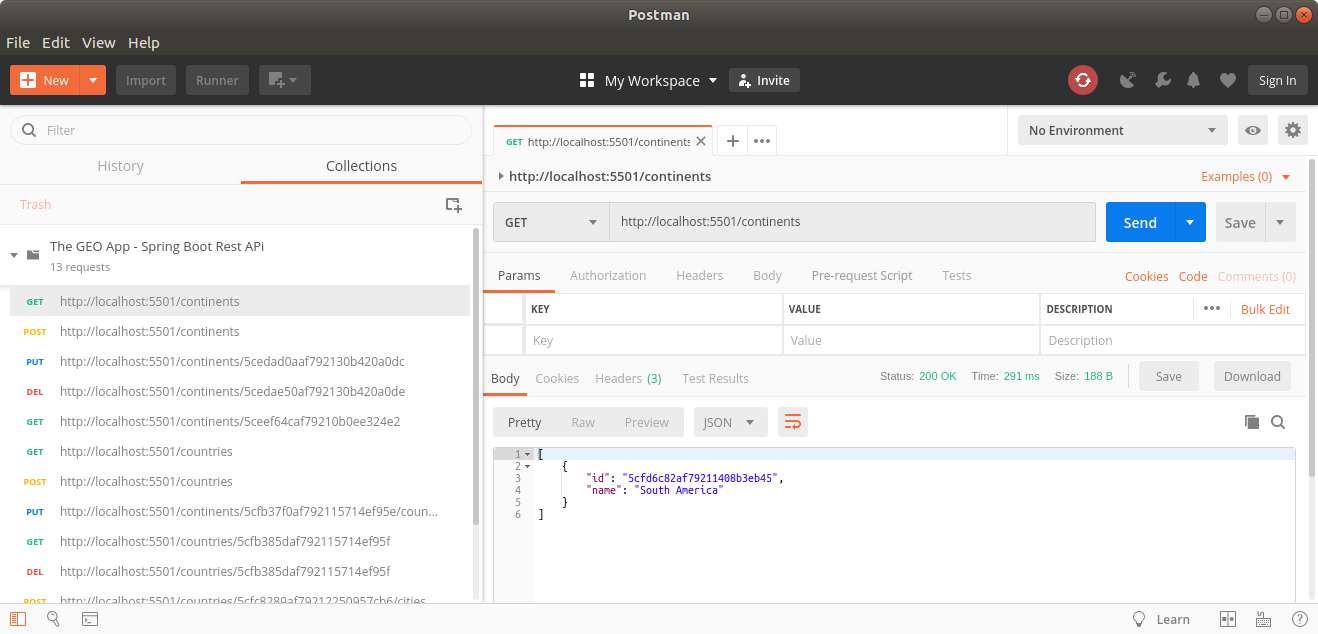 Postman
File Edit View Help
New Import Runner My Workspace Invite Sign In
Filter
History Collections
Trash
The GEO App - Spring Boot Rest APi
13 requests
GET http://localhost:5501/continents
POST http://localhost:5501/continents
PUT http://localhost:5501/continents/5cedad0aaf792130b420a0dc
DEL http://localhost:5501/continents/5cedae50af792130b420a0de
GET http://localhost:5501/continents/5ceef64caf79210b0ee324e2
GET http://localhost:5501/countries
POST http://localhost:5501/countries
PUT http://localhost:5501/continents/5cfb37f0af792115714ef95e/coun...
GET http://localhost:5501/countries/5cfb385daf792115714ef95f
DEL http://localhost:5501/countries/5cfb385daf792115714ef95f
POST http://localhost:5501/countries/5cfc8289af79212250957cb6/cities
GET http://localhost:5501/continents
No Environment
http://localhost:5501/continents Examples (0)
GET http://localhost:5501/continents Send Save
Params Authorization Headers Body Pre-request Script Tests Cookies Code Comments (0)
KEY VALUE DESCRIPTION ••• Bulk Edit
Key Value Description
Body Cookies Headers (3) Test Results Status: 200 OK Time: 291 ms Size: 188 B Save Download
Pretty Raw Preview JSON
1 [
2 {
3 "id": "5cfd6c82af79211408b3eb45",
4 "name": "South America"
5 }
6 ]
Learn